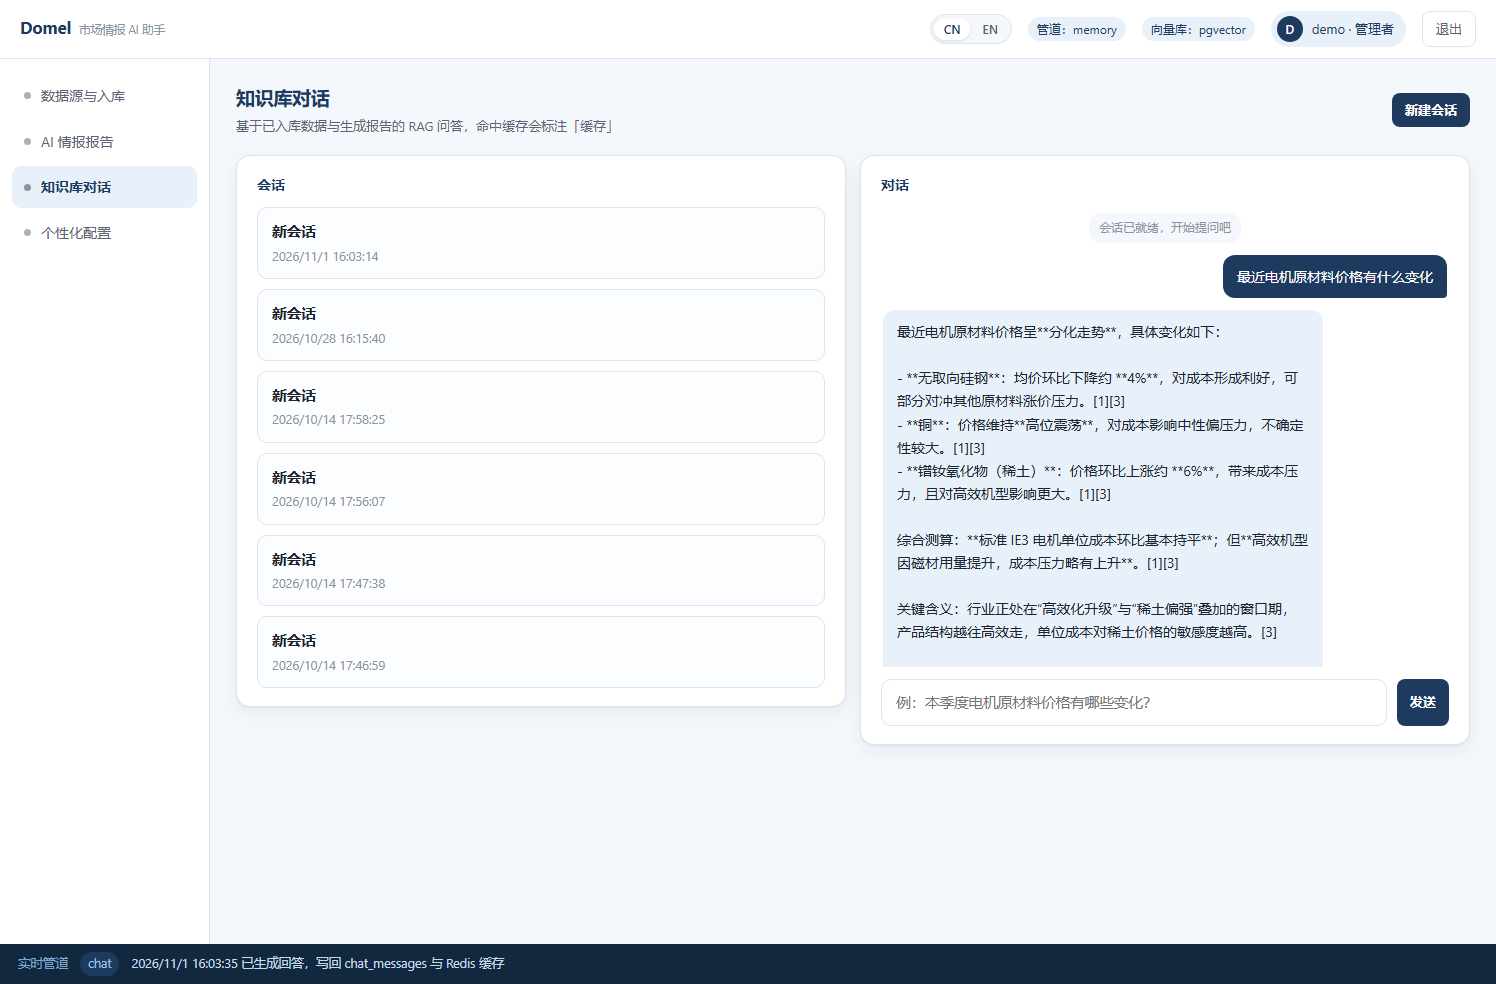 Domel 市场情报 AI 助手
CN EN 管道：memory 向量库：pgvector D demo · 管理者 退出
数据源与入库
AI 情报报告
知识库对话
个性化配置
知识库对话
基于已入库数据与生成报告的 RAG 问答，命中缓存会标注「缓存」
新建会话
会话
新会话
2026/11/1 16:03:14
新会话
2026/10/28 16:15:40
新会话
2026/10/14 17:58:25
新会话
2026/10/14 17:56:07
新会话
2026/10/14 17:47:38
新会话
2026/10/14 17:46:59
对话
会话已就绪，开始提问吧
最近电机原材料价格有什么变化
最近电机原材料价格呈**分化走势**，具体变化如下：
- **无取向硅钢**：均价环比下降约 **4%**，对成本形成利好，可
部分对冲其他原材料涨价压力。[1][3]
- **铜**：价格维持**高位震荡**，对成本影响中性偏压力，不确定
性较大。[1][3]
- **镨钕氧化物（稀土）**：价格环比上涨约 **6%**，带来成本压
力，且对高效机型影响更大。[1][3]
综合测算：**标准 IE3 电机单位成本环比基本持平**；但**高效机型
因磁材用量提升，成本压力略有上升**。[1][3]
关键含义：行业正处在“高效化升级”与“稀土偏强”叠加的窗口期，
产品结构越往高效走，单位成本对稀土价格的敏感度越高。[3]
例：本季度电机原材料价格有哪些变化？
发送
实时管道 chat 2026/11/1 16:03:35 已生成回答，写回 chat_messages 与 Redis 缓存